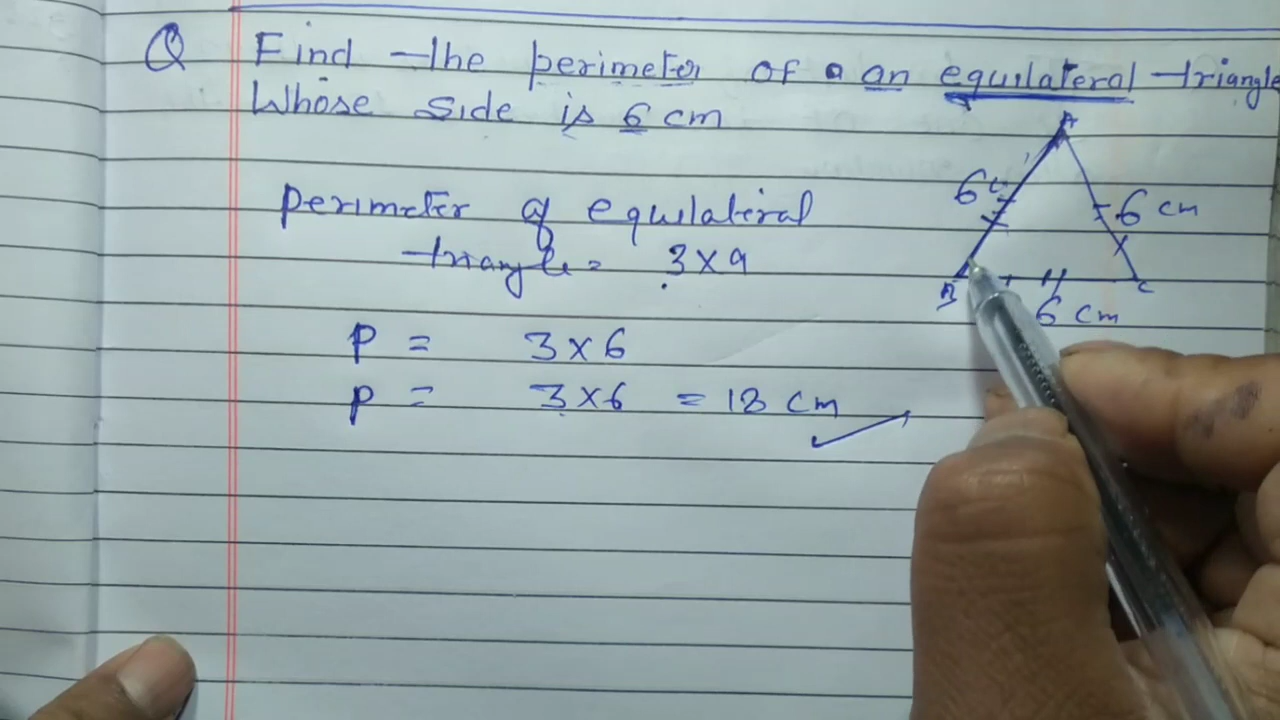 Q Find the perimeter of a an equilateral triangle
Whose side is 6 cm
A
6 c
6 cm
B
C
6 cm
Perimeter of equilateral
triangle = 3 × a
P = 3 × 6
P = 3 × 6 = 18 cm